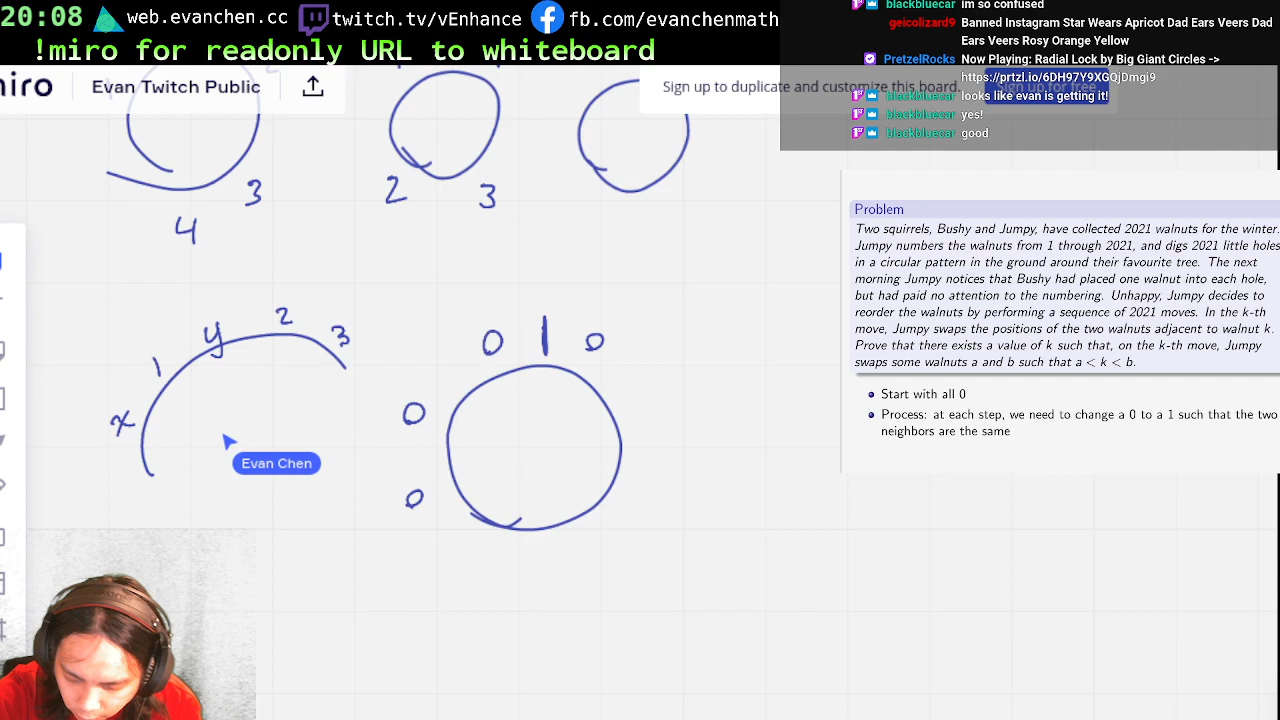 20:08 web.evanchen.cc twitch.tv/vEnhance fb.com/evanchenmath
!miro for readonly URL to whiteboard
blackbluecar im so confused
geicolizard9 Banned Instagram Star Wears Apricot Dad Ears Veets Dad
Ears Veers Rosy Orange Yellow
PretzelRocks Now Playing: Radial Lock by Big Giant Circles ->
https://prtzl.io/6DH97Y9XGQjDmgi9
blackbluecar looks like evan is getting it!
blackbluecar yes!
blackbluecar good
miro Evan Twitch Public
Sign up to duplicate and customize this board.
Sign up for free
3
4
2 3
x 1 y 2 3
0 1 0
0
0
Evan Chen
Problem
Two squirrels, Bushy and Jumpy, have collected 2021 walnuts for the winter.
Jumpy numbers the walnuts from 1 through 2021, and digs 2021 little holes
in a circular pattern in the ground around their favourite tree. The next
morning Jumpy notices that Bushy had placed one walnut into each hole,
but had paid no attention to the numbering. Unhappy, Jumpy decides to
reorder the walnuts by performing a sequence of 2021 moves. In the k-th
move, Jumpy swaps the positions of the two walnuts adjacent to walnut k.
Prove that there exists a value of k such that, on the k-th move, Jumpy
swaps some walnuts a and b such that a < k < b.
Start with all 0
Process: at each step, we need to change a 0 to a 1 such that the two
neighbors are the same